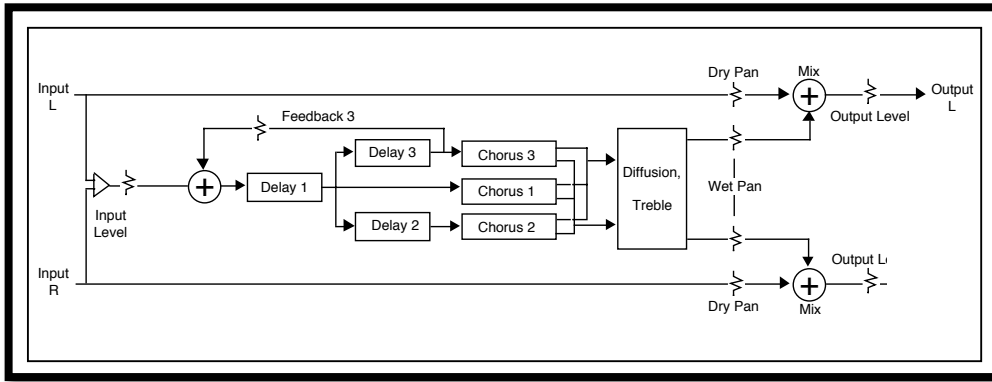 Input
L
Dry Pan
Mix
Output
L
Output Level
Feedback 3
Delay 3
Chorus 3
Delay 1
Chorus 1
Delay 2
Chorus 2
Diffusion,
Treble
Wet Pan
Input
Level
Input
R
Output
Dry Pan
Mix